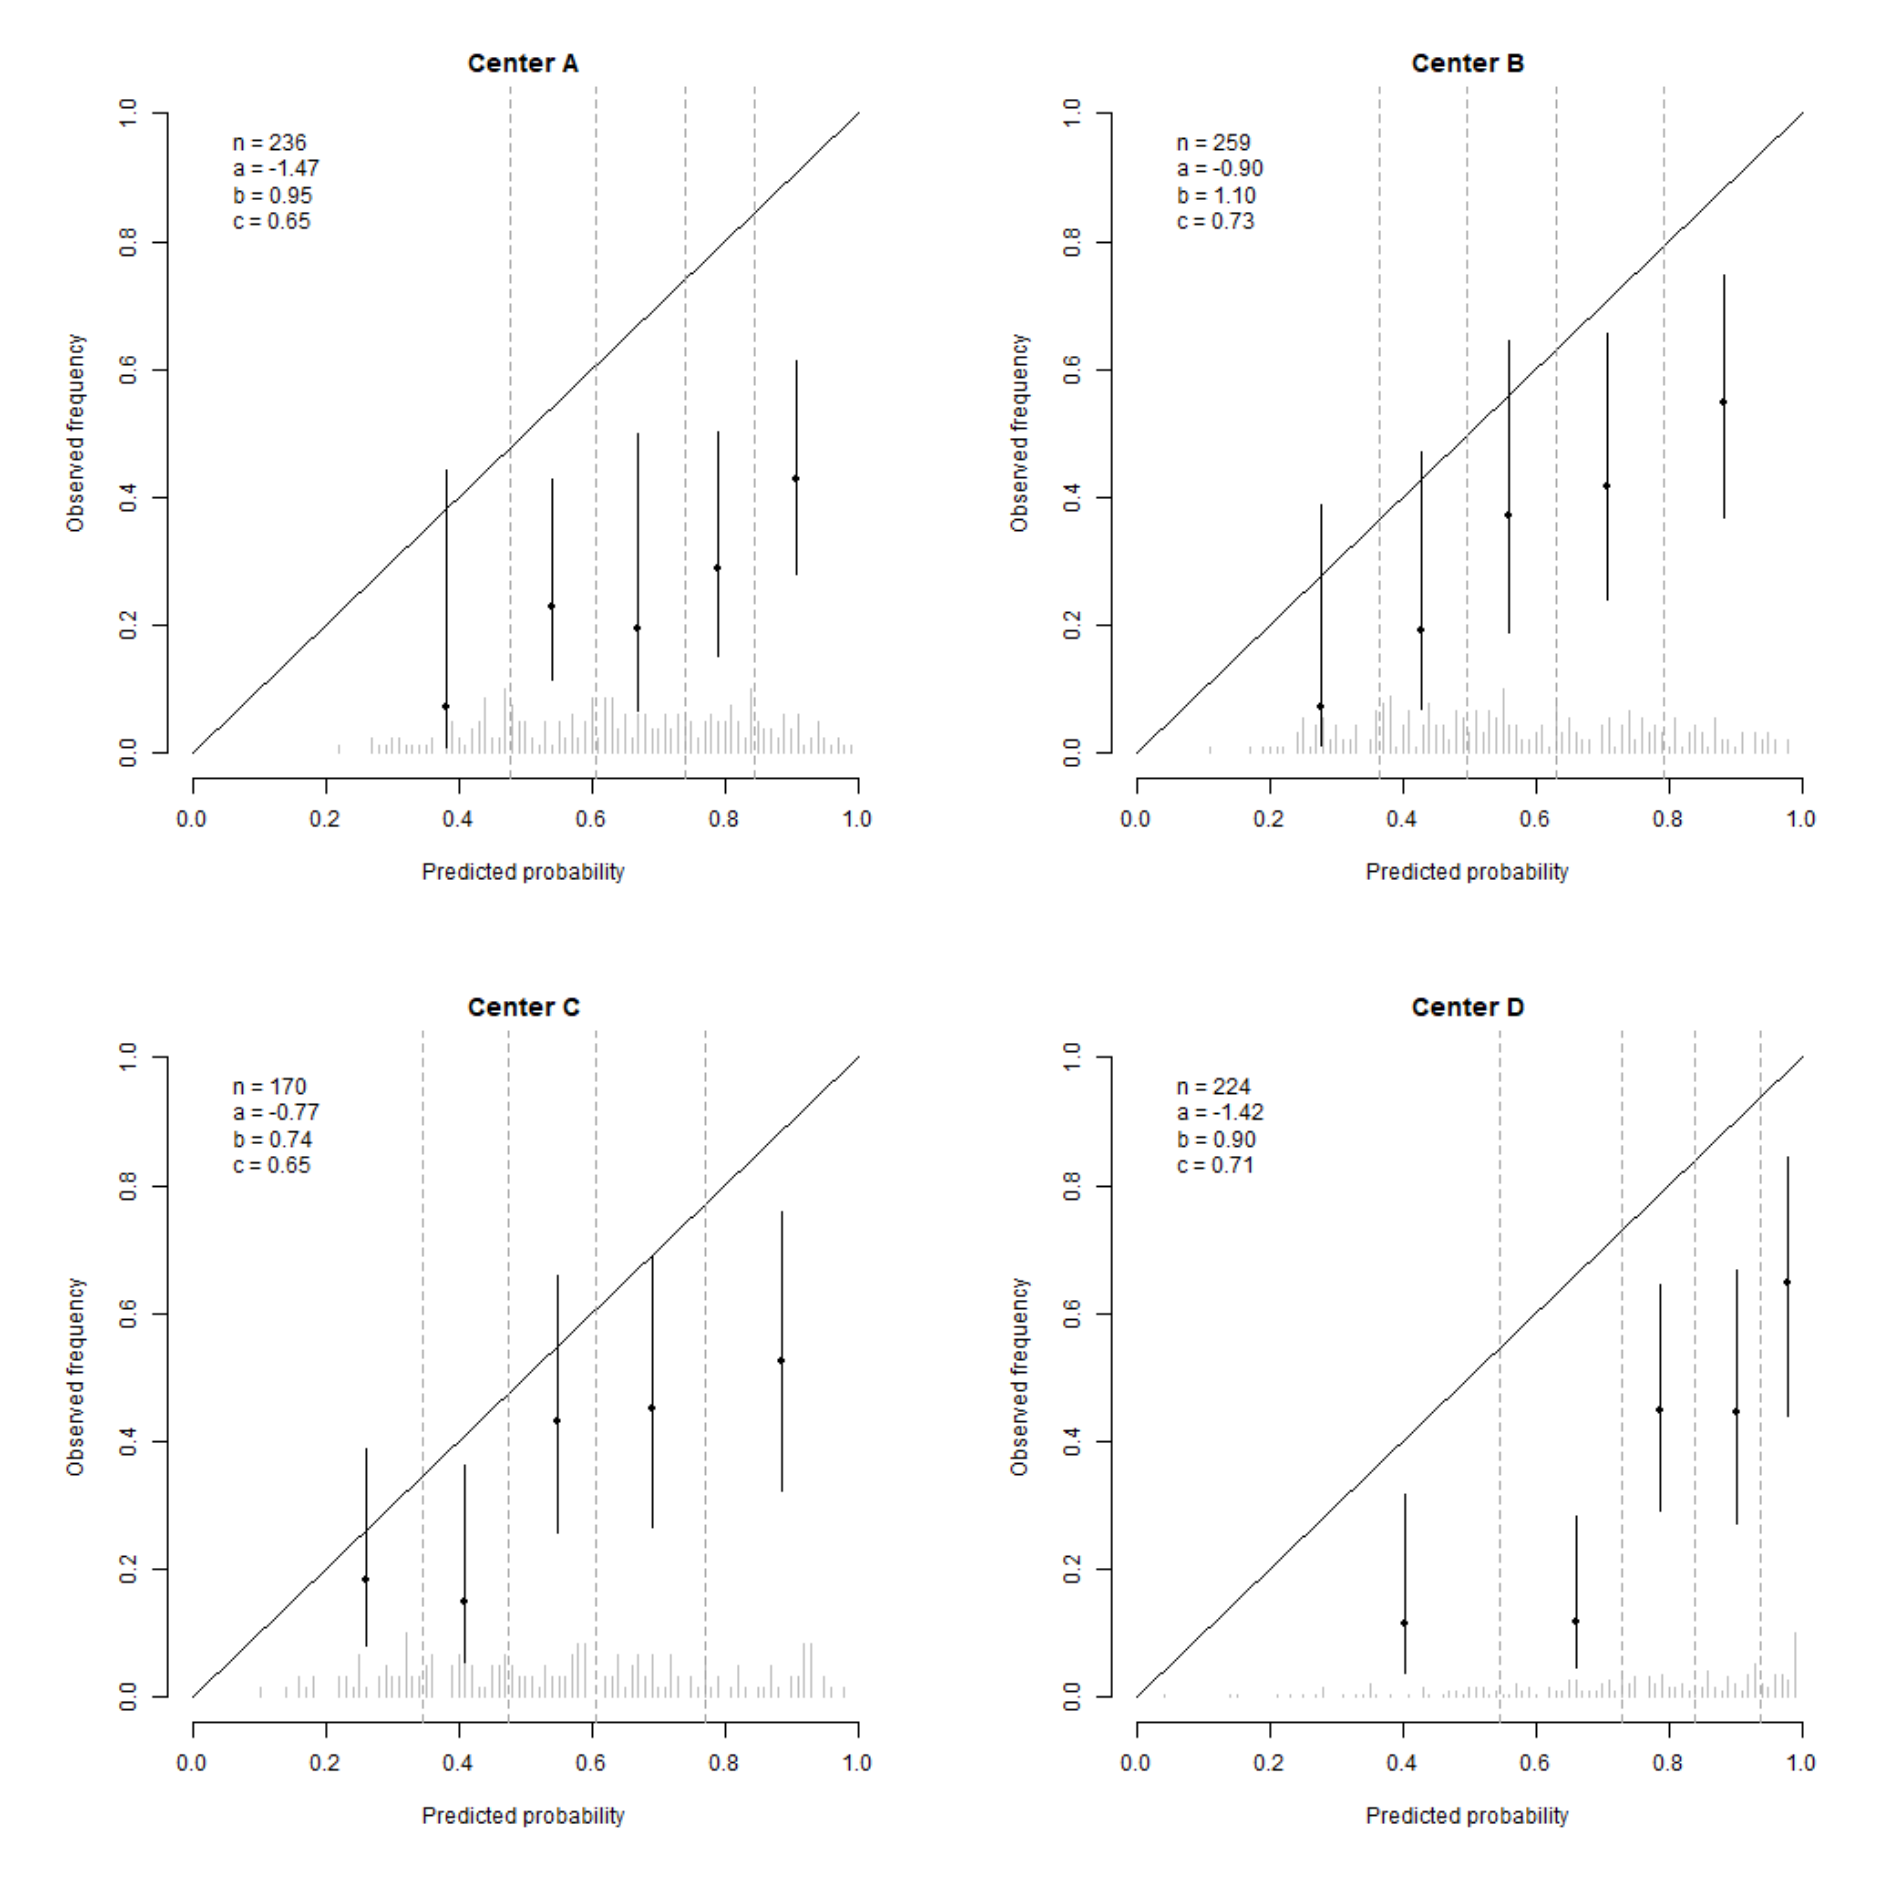 Center A
n = 236
a = -1.47
b = 0.95
c = 0.65
Observed frequency
1.0
0.8
0.6
0.4
0.2
0.0
0.0 0.2 0.4 0.6 0.8 1.0
Predicted probability
Center B
n = 259
a = -0.90
b = 1.10
c = 0.73
Observed frequency
1.0
0.8
0.6
0.4
0.2
0.0
0.0 0.2 0.4 0.6 0.8 1.0
Predicted probability
Center C
n = 170
a = -0.77
b = 0.74
c = 0.65
Observed frequency
1.0
0.8
0.6
0.4
0.2
0.0
0.0 0.2 0.4 0.6 0.8 1.0
Predicted probability
Center D
n = 224
a = -1.42
b = 0.90
c = 0.71
Observed frequency
1.0
0.8
0.6
0.4
0.2
0.0
0.0 0.2 0.4 0.6 0.8 1.0
Predicted probability